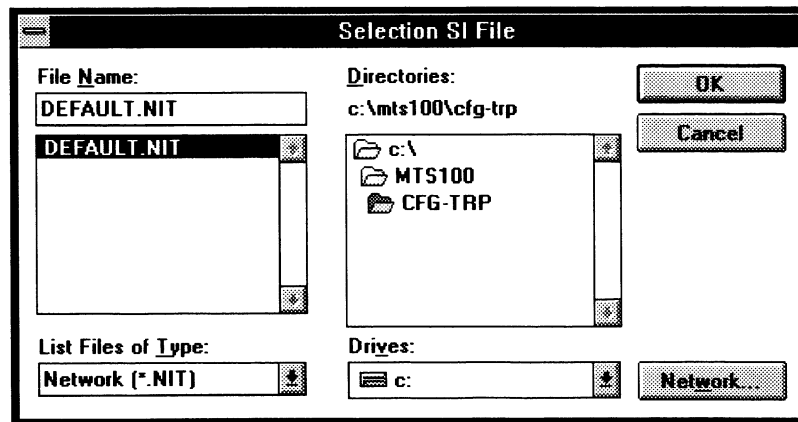 Selection SI File
File Name:
DEFAULT.NIT
DEFAULT.NIT
List Files of Type:
Network (*.NIT)
Directories:
c:\mts100\cfg-trp
c:\
MTS100
CFG-TRP
Drives:
c:
OK
Cancel
Network...